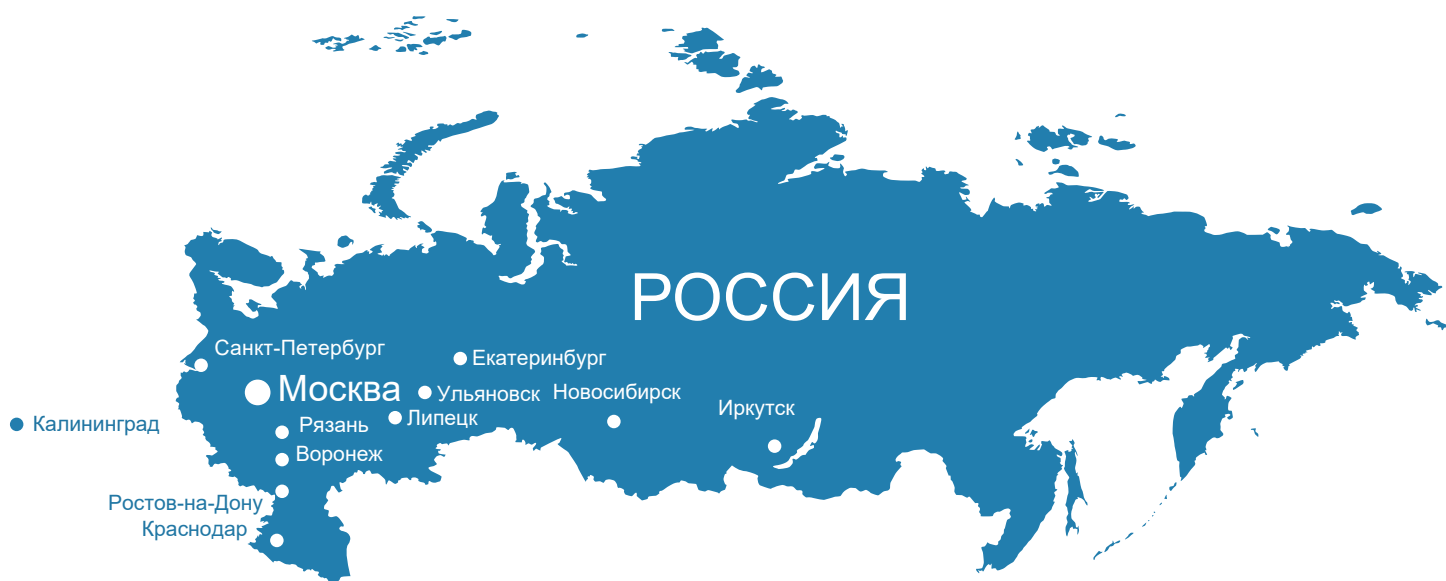 РОССИЯ
Санкт-Петербург
Екатеринбург
Москва
Ульяновск
Новосибирск
Иркутск
Калининград
Рязань
Липецк
Воронеж
Ростов-на-Дону
Краснодар